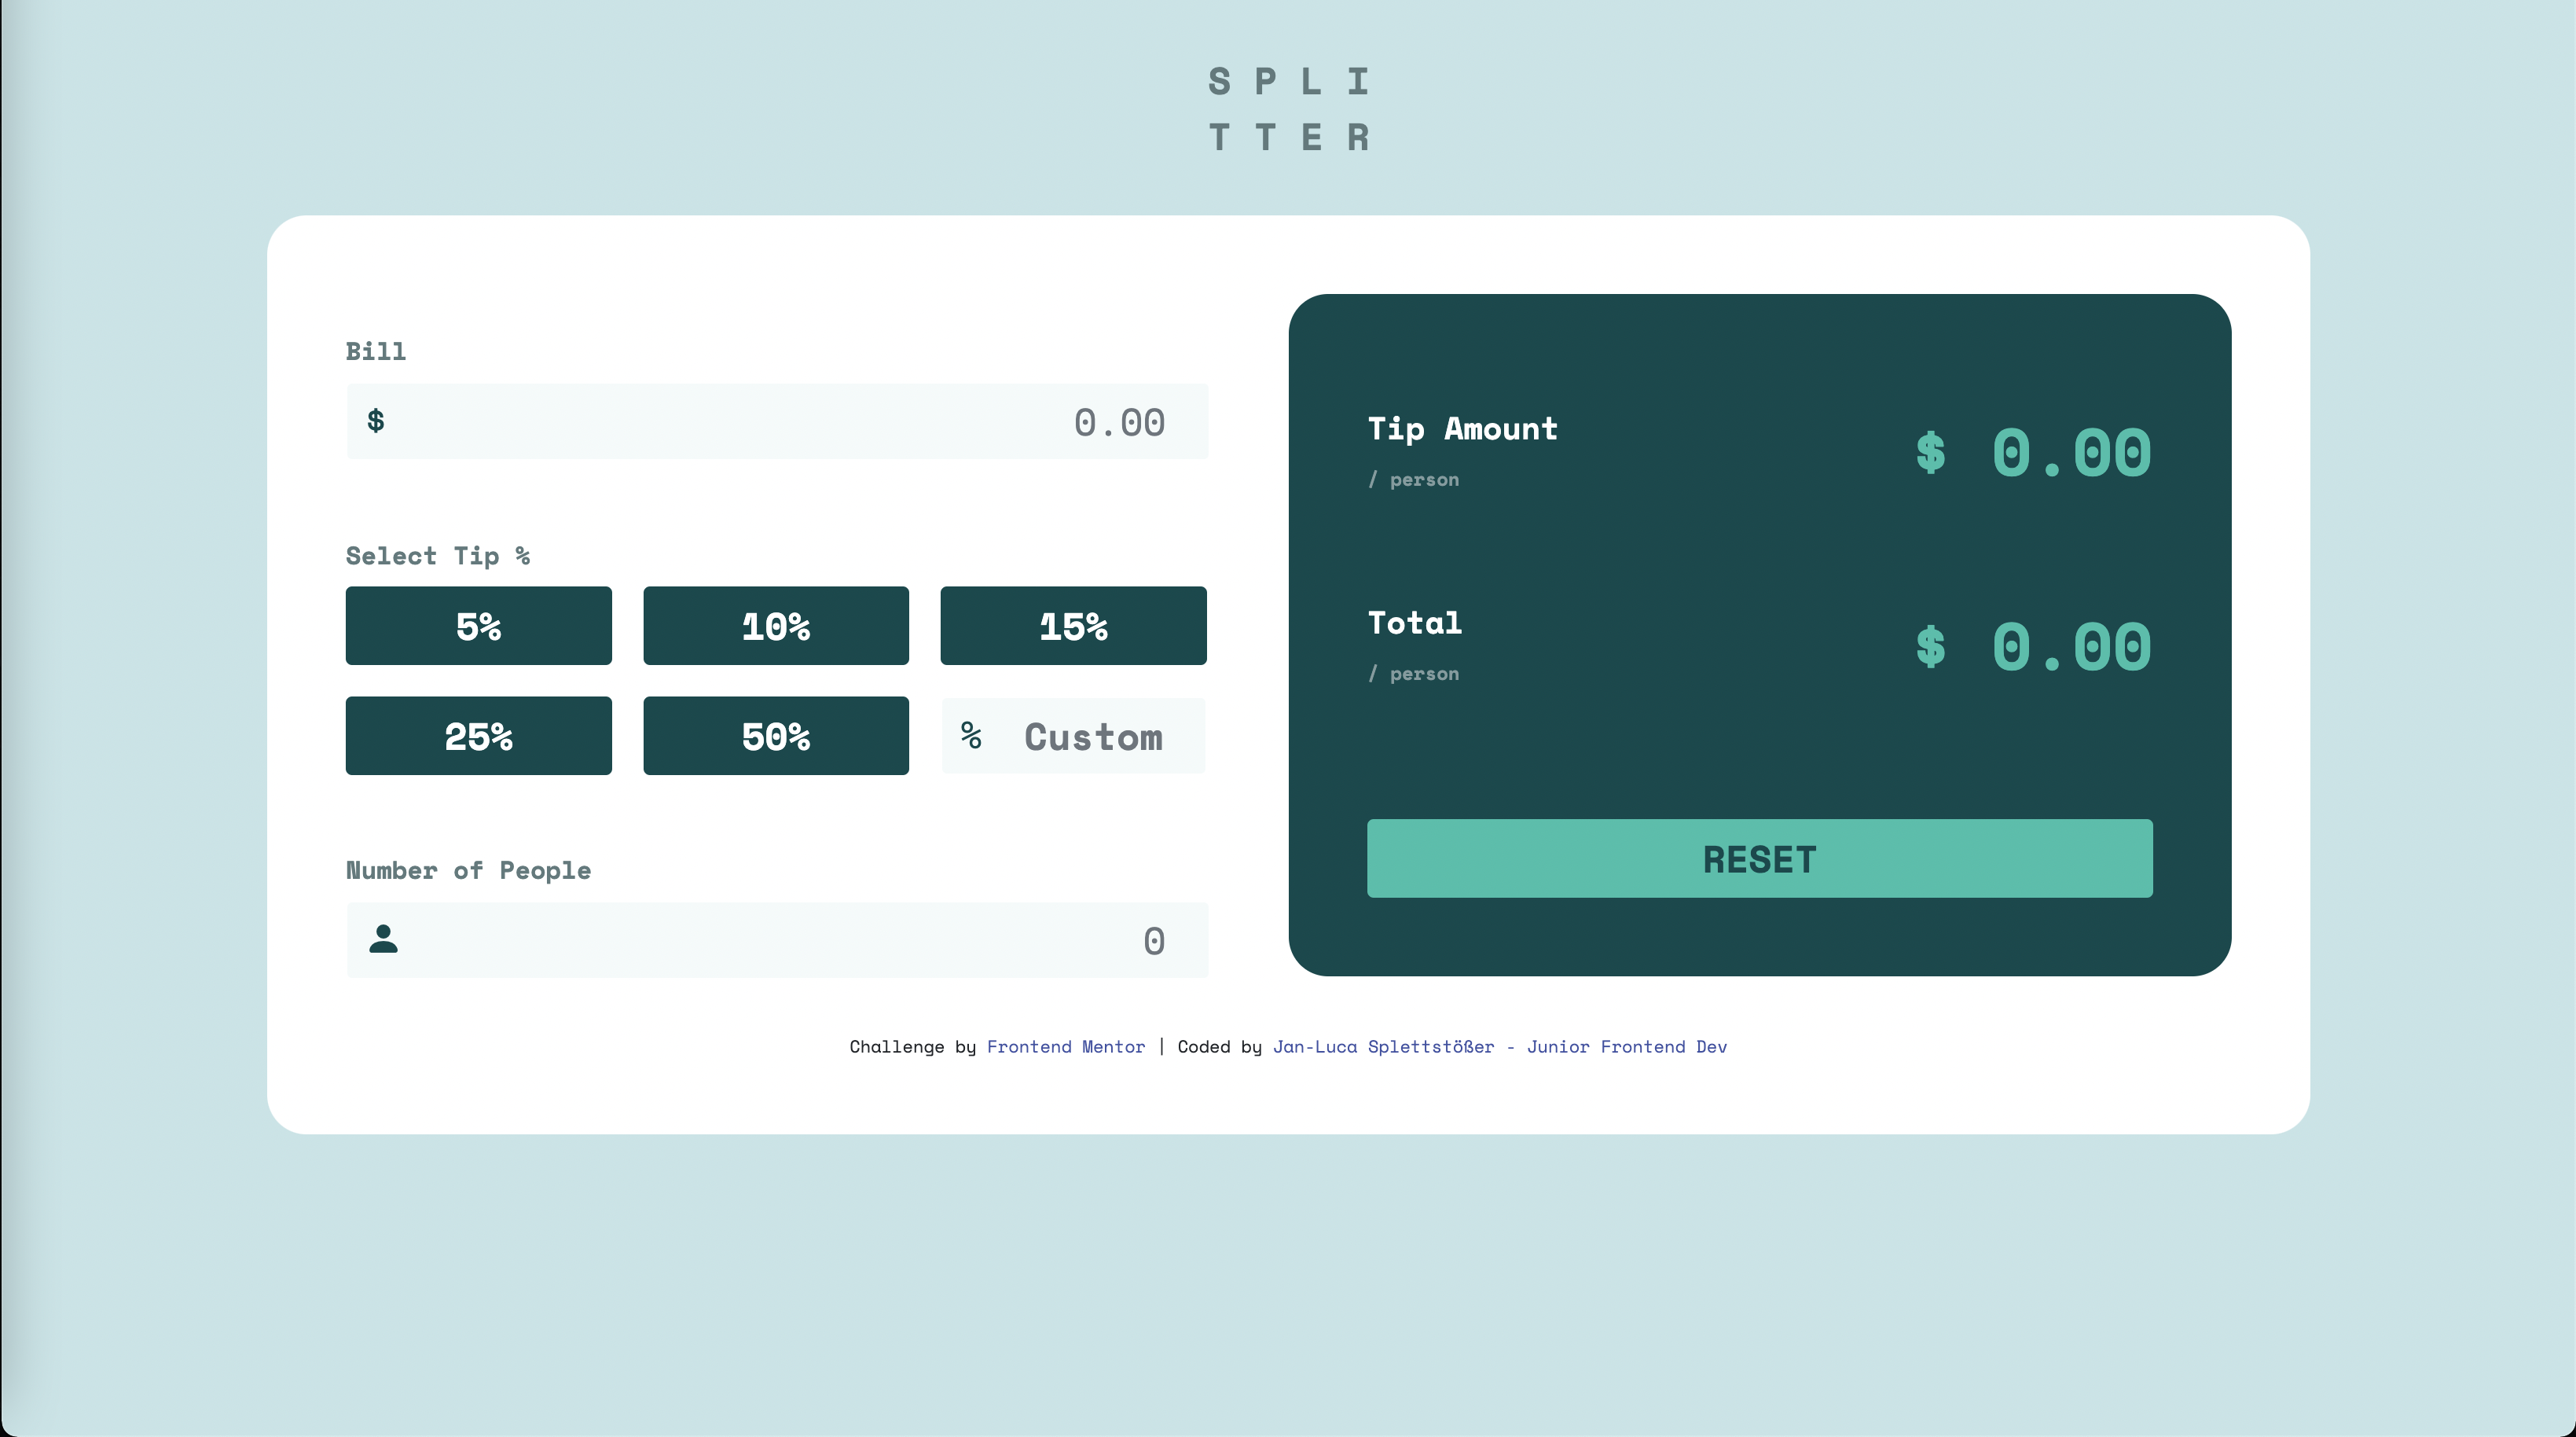 S P L I
T T E R
Bill
$ 0.00
Select Tip %
5% 10% 15%
25% 50% % Custom
Number of People
0
Tip Amount
/ person
$ 0.00
Total
/ person
$ 0.00
RESET
Challenge by Frontend Mentor | Coded by Jan-Luca Splettstößer - Junior Frontend Dev